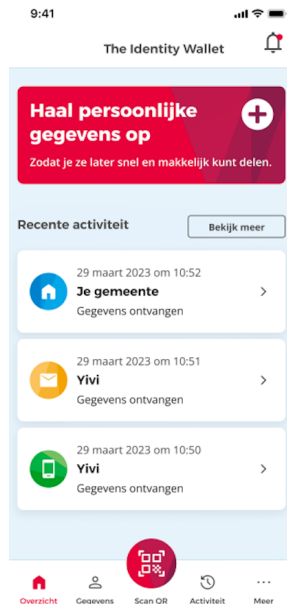 9:41
The Identity Wallet
Haal persoonlijke
gegevens op
Zodat je ze later snel en makkelijk kunt delen.
Recente activiteit
Bekijk meer
29 maart 2023 om 10:52
Je gemeente
Gegevens ontvangen
29 maart 2023 om 10:51
Yivi
Gegevens ontvangen
29 maart 2023 om 10:50
Yivi
Gegevens ontvangen
Overzicht Gegevens Scan QR Activiteit Meer